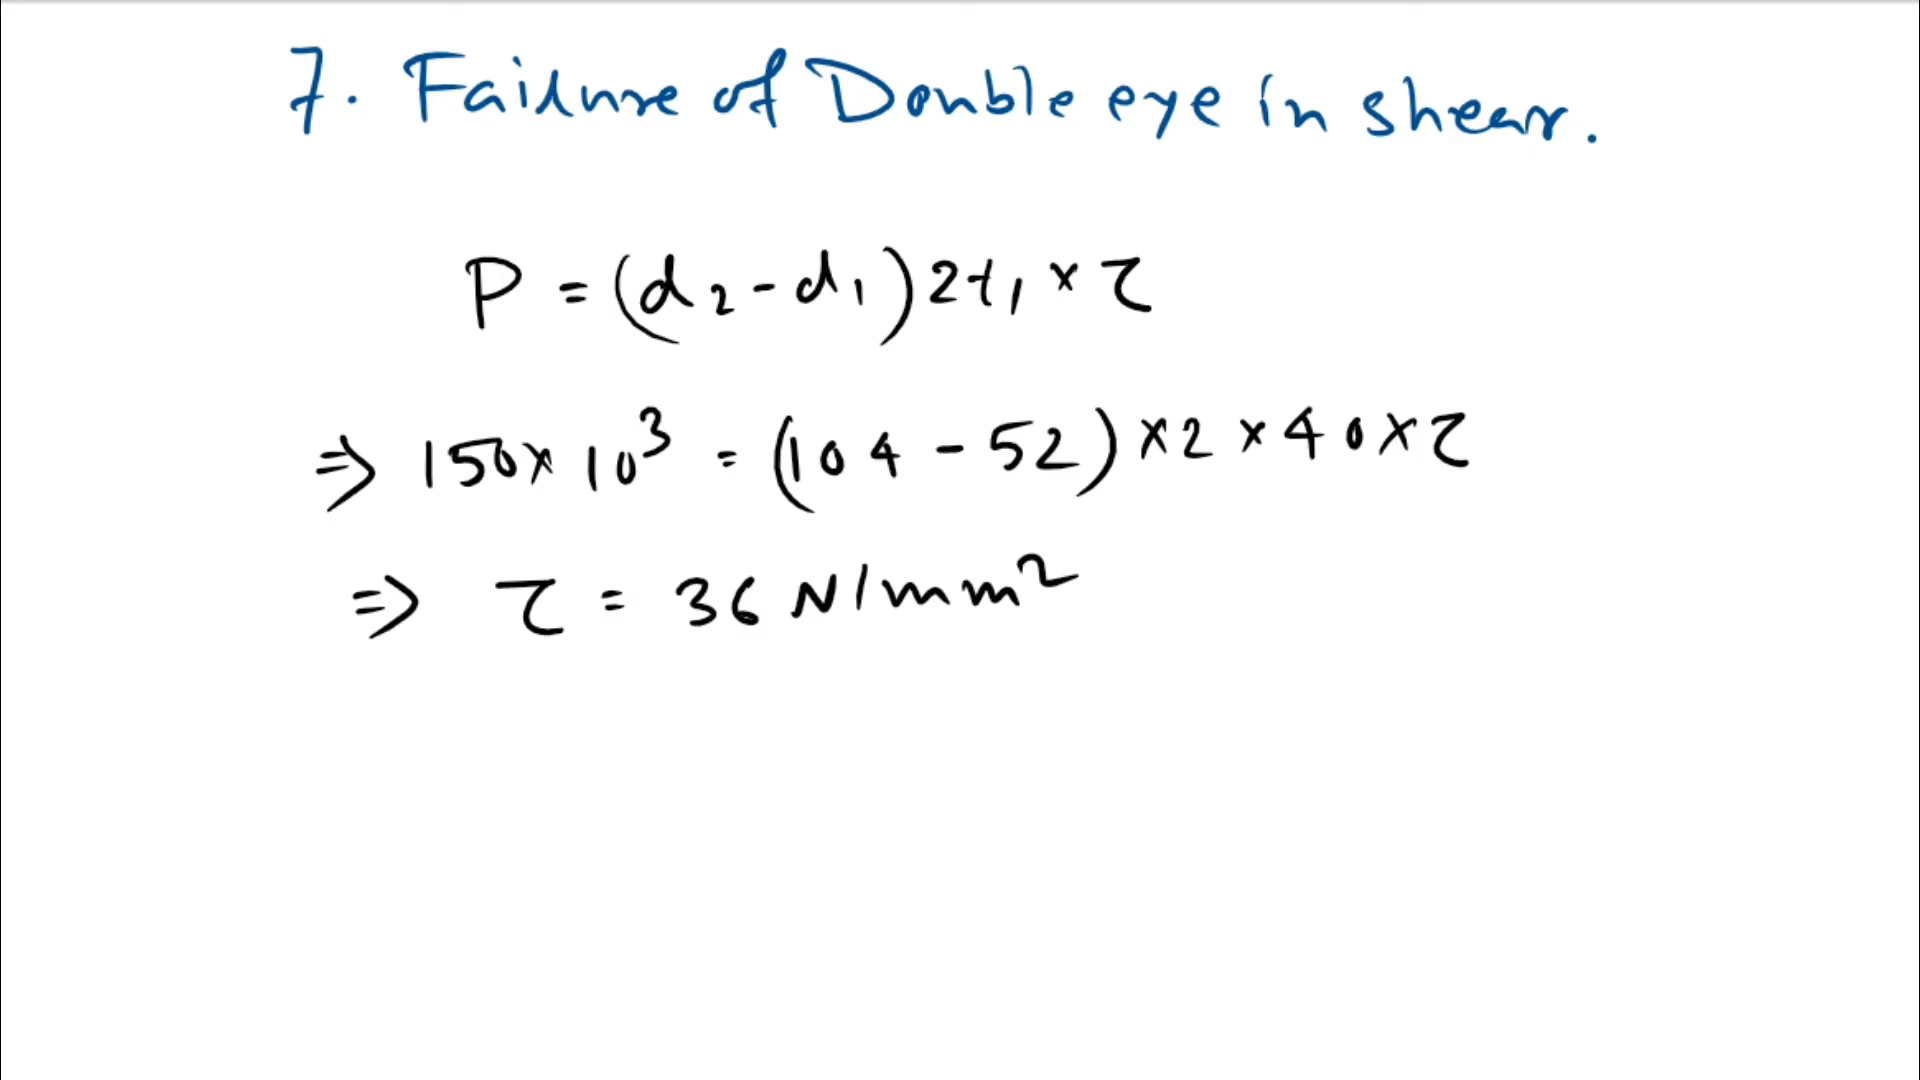 7. Failure of Double eye in shear.
P = (d₂ - d₁) 2t₁ × τ
⇒ 150 × 10³ = (104 - 52) × 2 × 40 × τ
⇒ τ = 36 N/mm²